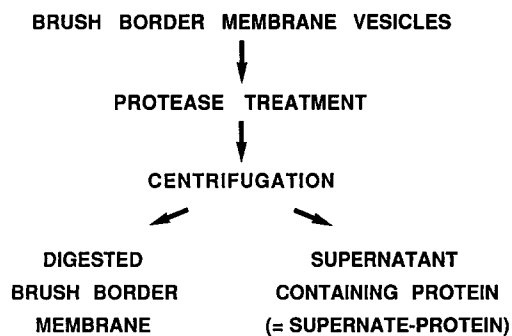 BRUSH BORDER MEMBRANE VESICLES
PROTEASE TREATMENT
CENTRIFUGATION
DIGESTED
BRUSH BORDER
MEMBRANE
SUPERNATANT
CONTAINING PROTEIN
(= SUPERNATE-PROTEIN)